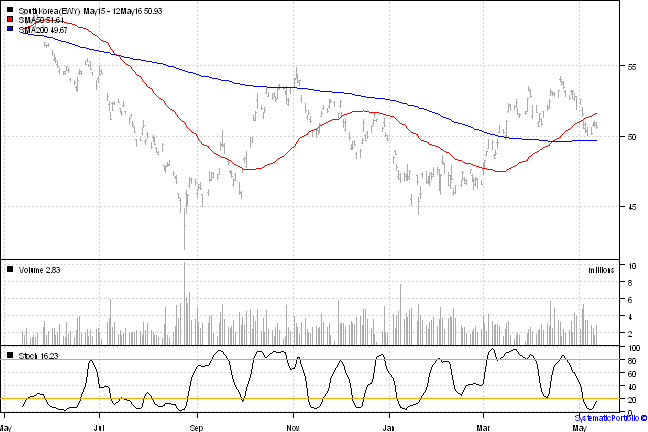 South Korea(EWY) May15 - 12May16 50.93
SMA50 51.61
SMA200 49.67
55
50
45
Volume 2.83
millions
10
8
6
4
2
Stoch 16.23
100
80
60
40
20
0
May
Jul
Sep
Nov
Jan
Mar
May
SystematicPortfolio ©